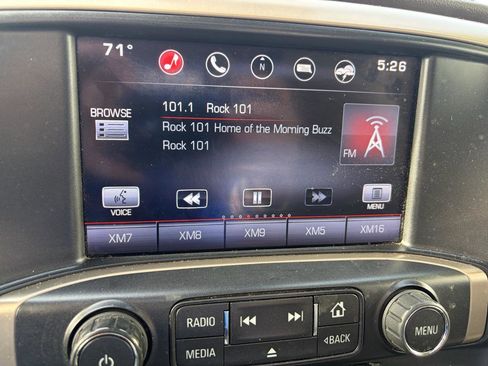 71°
N
5:26
BROWSE
101.1 Rock 101
Rock 101 Home of the Morning Buzz
Rock 101
FM
VOICE
MENU
XM7 XM8 XM9 XM5 XM16
RADIO
MEDIA
BACK
MENU